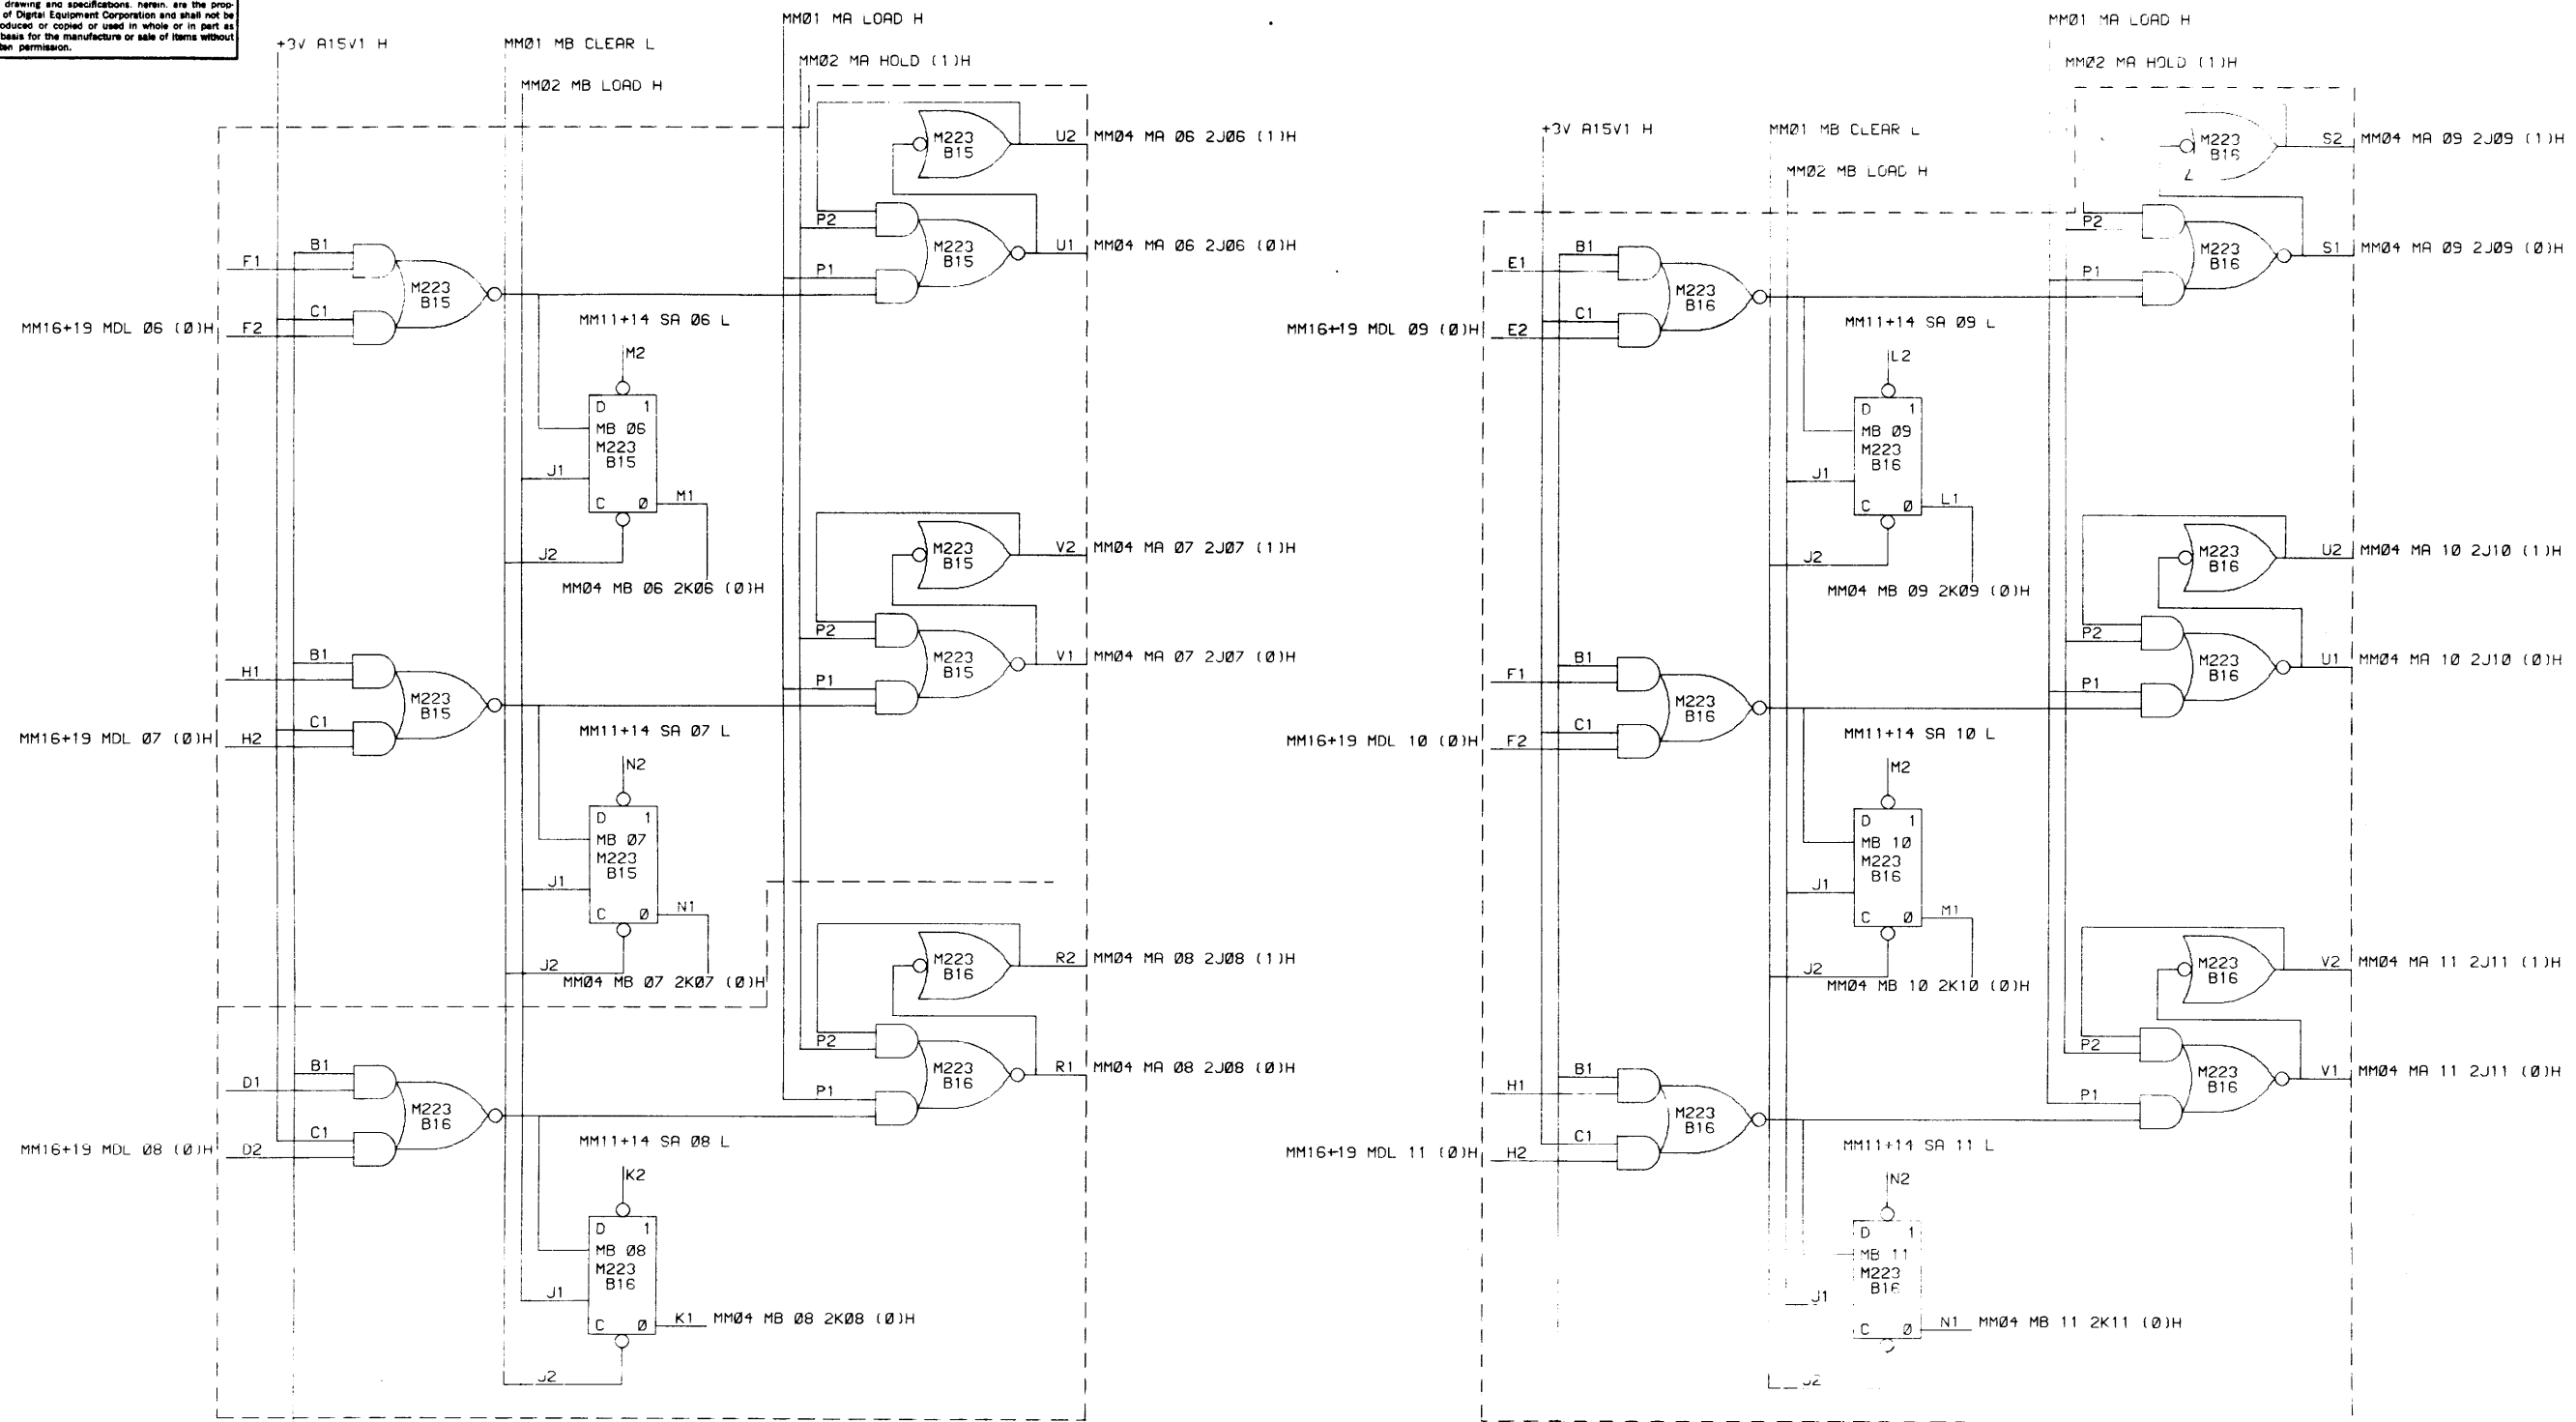 drawing and specifications, herein, are the prop-
of Digital Equipment Corporation and shall not be
oduced or copied or used in whole or in part as
basis for the manufacture or sale of items without
ten permission.
+3V A15V1 H
MM01 MB CLEAR L
MM02 MB LOAD H
MM01 MA LOAD H
MM02 MA HOLD (1)H
M223
B15
U2
MM04 MA 06 2J06 (1)H
P2
M223
B15
U1
MM04 MA 06 2J06 (0)H
P1
B1
F1
M223
B15
C1
MM16+19 MDL 06 (0)H
F2
MM11+14 SA 06 L
M2
D 1
MB 06
M223
B15
J1
C 0
M1
J2
MM04 MB 06 2K06 (0)H
M223
B15
V2
MM04 MA 07 2J07 (1)H
P2
M223
B15
V1
MM04 MA 07 2J07 (0)H
P1
B1
H1
M223
B15
C1
MM16+19 MDL 07 (0)H
H2
MM11+14 SA 07 L
N2
D 1
MB 07
M223
B15
J1
C 0
N1
J2
MM04 MB 07 2K07 (0)H
M223
B16
R2
MM04 MA 08 2J08 (1)H
P2
M223
B16
R1
MM04 MA 08 2J08 (0)H
P1
B1
D1
M223
B16
C1
MM16+19 MDL 08 (0)H
D2
MM11+14 SA 08 L
K2
D 1
MB 08
M223
B16
J1
C 0
K1
MM04 MB 08 2K08 (0)H
J2
+3V A15V1 H
MM01 MB CLEAR L
MM02 MB LOAD H
MM01 MA LOAD H
MM02 MA HOLD (1)H
M223
B16
S2
MM04 MA 09 2J09 (1)H
P2
M223
B16
S1
MM04 MA 09 2J09 (0)H
P1
B1
E1
M223
B16
C1
MM16+19 MDL 09 (0)H
E2
MM11+14 SA 09 L
L2
D 1
MB 09
M223
B16
J1
C 0
L1
J2
MM04 MB 09 2K09 (0)H
M223
B16
U2
MM04 MA 10 2J10 (1)H
P2
M223
B16
U1
MM04 MA 10 2J10 (0)H
P1
B1
F1
M223
B16
C1
MM16+19 MDL 10 (0)H
F2
MM11+14 SA 10 L
M2
D 1
MB 10
M223
B16
J1
C 0
M1
J2
MM04 MB 10 2K10 (0)H
M223
B16
V2
MM04 MA 11 2J11 (1)H
P2
M223
B16
V1
MM04 MA 11 2J11 (0)H
P1
B1
H1
M223
B16
C1
MM16+19 MDL 11 (0)H
H2
MM11+14 SA 11 L
N2
D 1
MB 11
M223
B16
J1
C 0
N1
MM04 MB 11 2K11 (0)H
J2